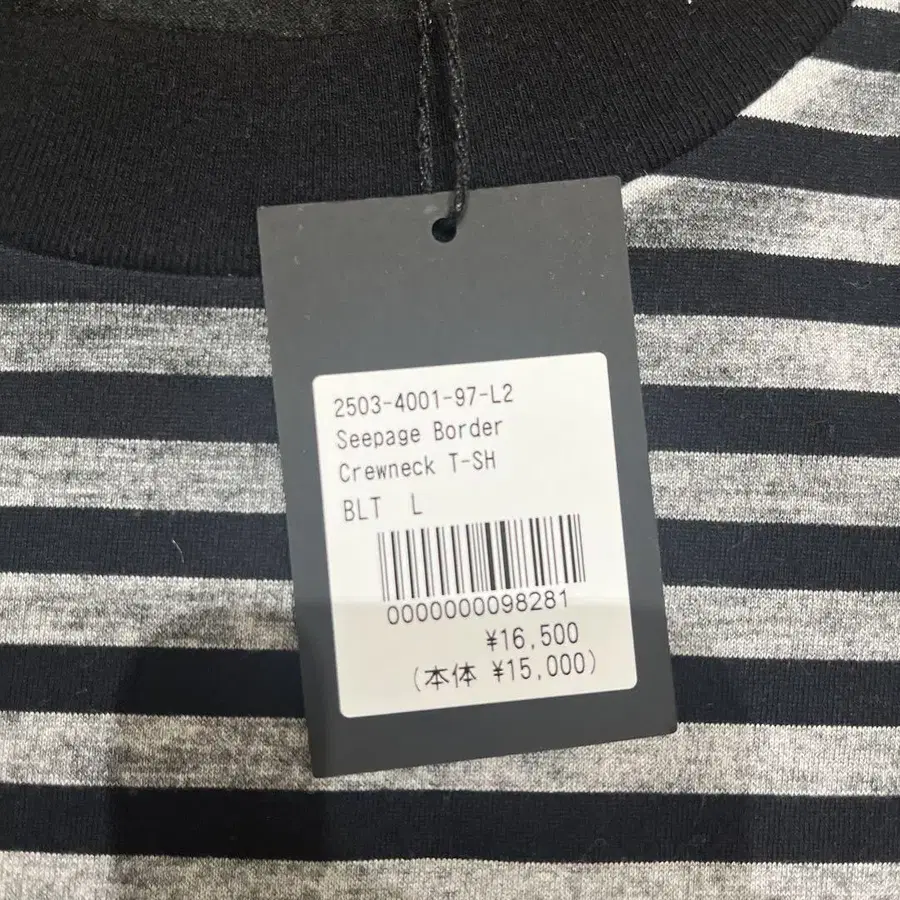 2503-4001-97-L2
Seepage Border
Crewneck T-SH
BLT L
0000000098281
¥16,500
(本体 ¥15,000)